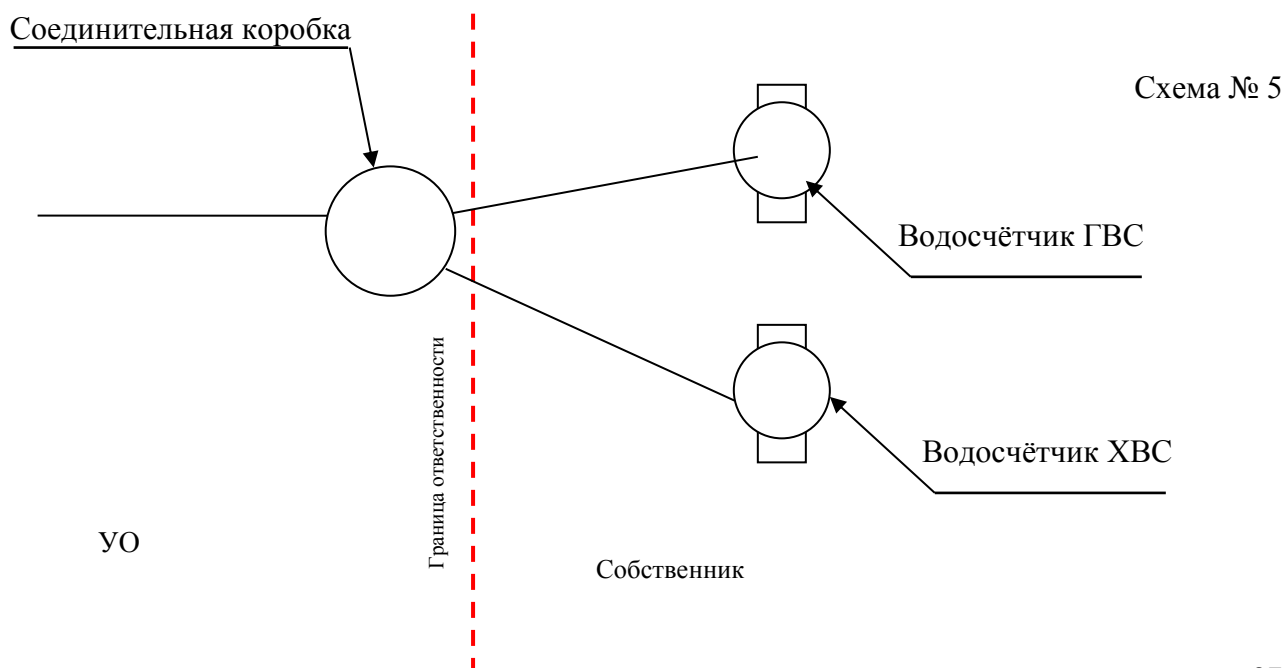 Соединительная коробка
Схема № 5
Водосчётчик ГВС
Граница ответственности
Водосчётчик ХВС
УО
Собственник